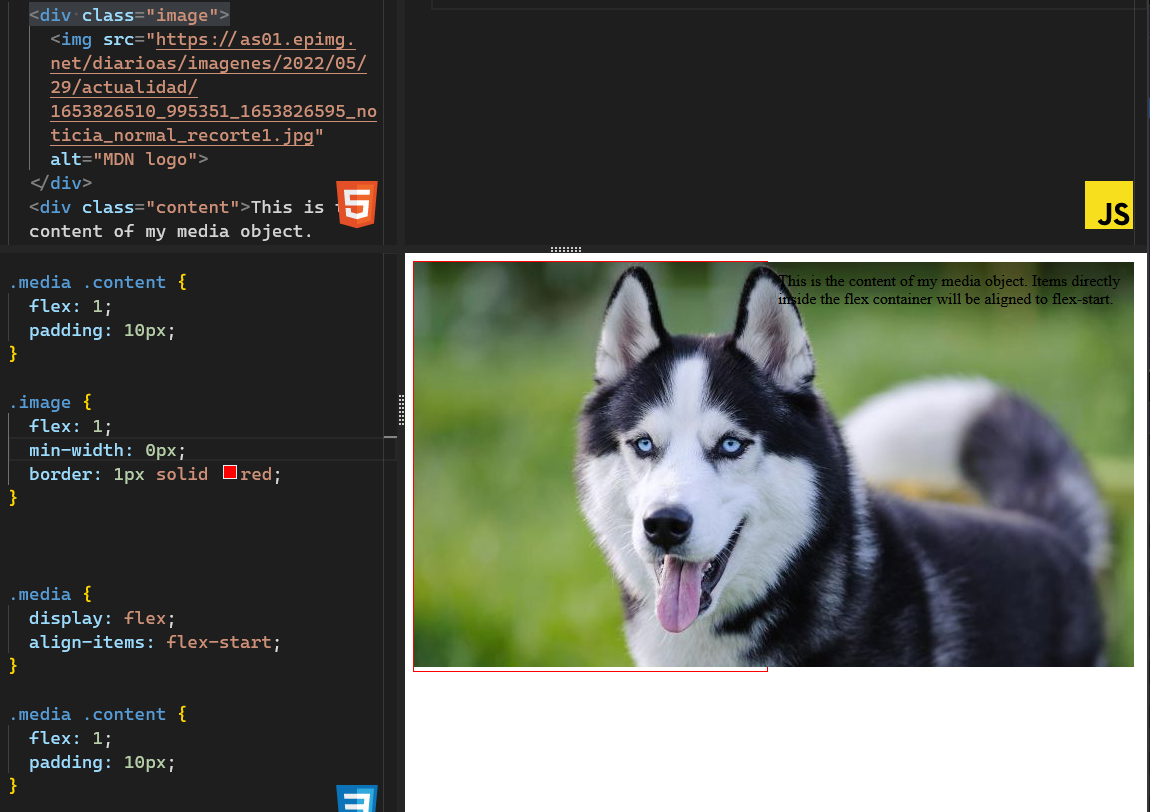 <div class="image">
<img src="https://as01.epimg.
net/diarioas/imagenes/2022/05/
29/actualidad/
1653826510_995351_1653826595_no
ticia_normal_recorte1.jpg"
alt="MDN logo">
</div>
<div class="content">This is
content of my media object.
5
JS
.media .content {
flex: 1;
padding: 10px;
}
.image {
flex: 1;
min-width: 0px;
border: 1px solid red;
}
.media {
display: flex;
align-items: flex-start;
}
.media .content {
flex: 1;
padding: 10px;
}
This is the content of my media object. Items directly
inside the flex container will be aligned to flex-start.